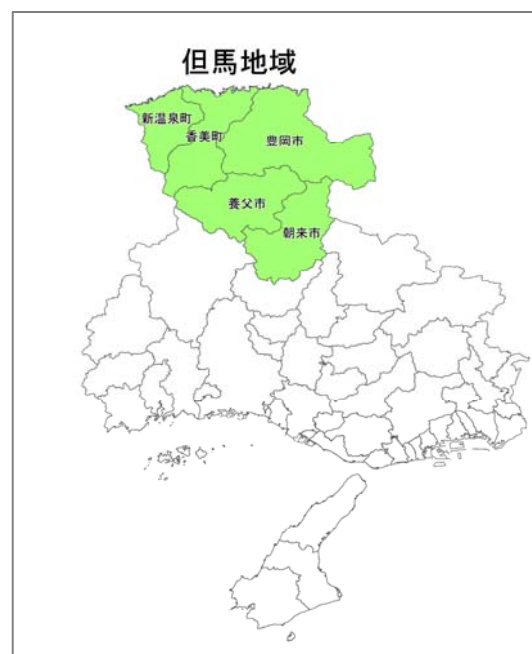 但馬地域
新温泉町
香美町
豊岡市
養父市
朝来市